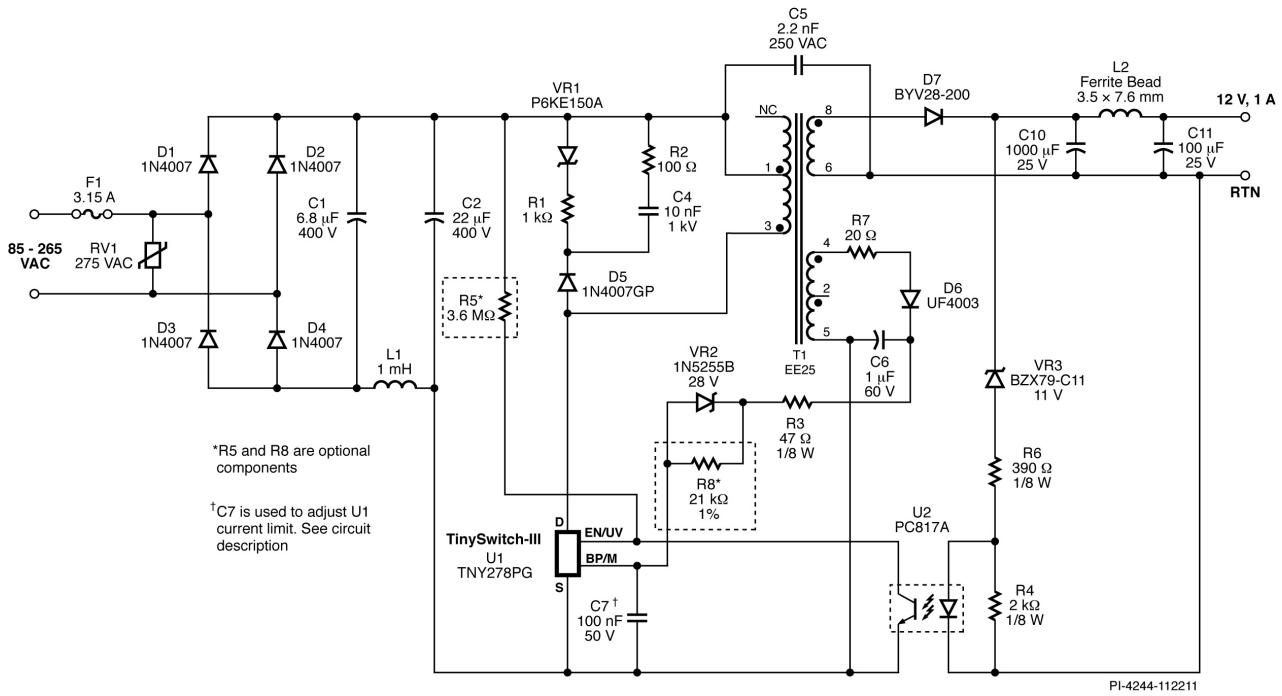 C5
2.2 nF
250 VAC
VR1
P6KE150A
D7
BYV28-200
L2
Ferrite Bead
3.5 × 7.6 mm
12 V, 1 A
NC
8
D1
1N4007
D2
1N4007
R2
100 Ω
C10
1000 μF
25 V
C11
100 μF
25 V
1
6
RTN
F1
3.15 A
C1
6.8 μF
400 V
C2
22 μF
400 V
R1
1 kΩ
C4
10 nF
1 kV
3
R7
20 Ω
85 - 265
VAC
RV1
275 VAC
4
D5
1N4007GP
2
D6
UF4003
R5*
3.6 MΩ
D3
1N4007
D4
1N4007
5
T1
EE25
C6
1 μF
60 V
L1
1 mH
VR2
1N5255B
28 V
VR3
BZX79-C11
11 V
R3
47 Ω
1/8 W
*R5 and R8 are optional
components
R8*
21 kΩ
1%
R6
390 Ω
1/8 W
†C7 is used to adjust U1
current limit. See circuit
description
D
TinySwitch-III
U1
TNY278PG
EN/UV
BP/M
S
U2
PC817A
C7 †
100 nF
50 V
R4
2 kΩ
1/8 W
PI-4244-112211